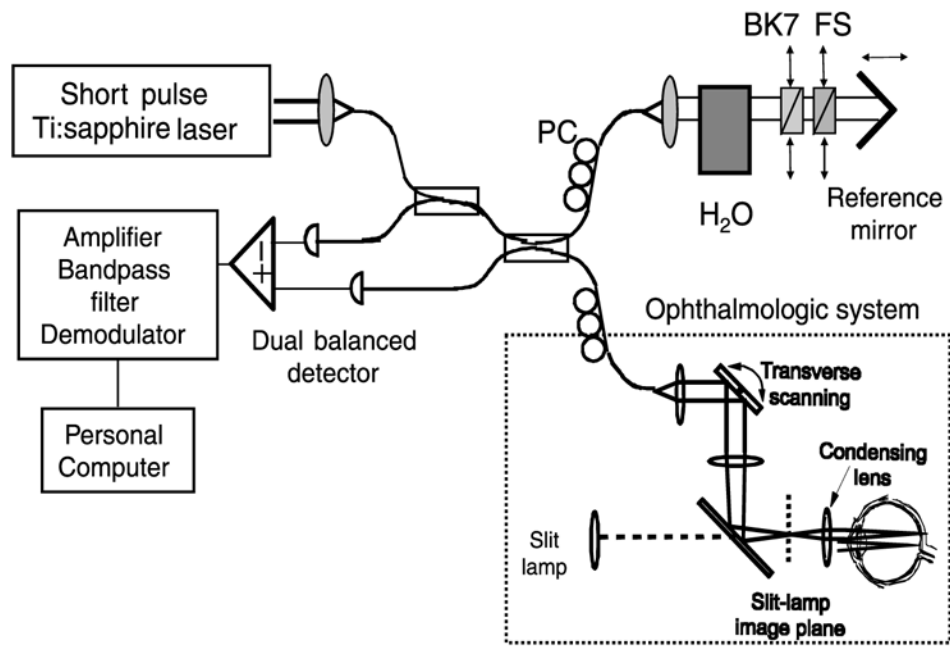 BK7 FS
Short pulse
Ti:sapphire laser
PC
H₂O
Reference
mirror
Amplifier
Bandpass
filter
Demodulator
Dual balanced
detector
Personal
Computer
Ophthalmologic system
Transverse
scanning
Condensing
lens
Slit
lamp
Slit-lamp
image plane